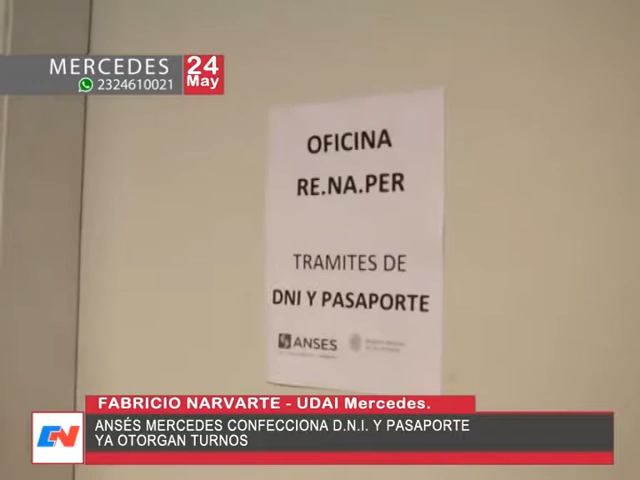 MERCEDES
2324610021
24
May
OFICINA
RE.NA.PER
TRAMITES DE
DNI Y PASAPORTE
ANSES
FABRICIO NARVARTE - UDAI Mercedes.
ANSÉS MERCEDES CONFECCIONA D.N.I. Y PASAPORTE
YA OTORGAN TURNOS
CN